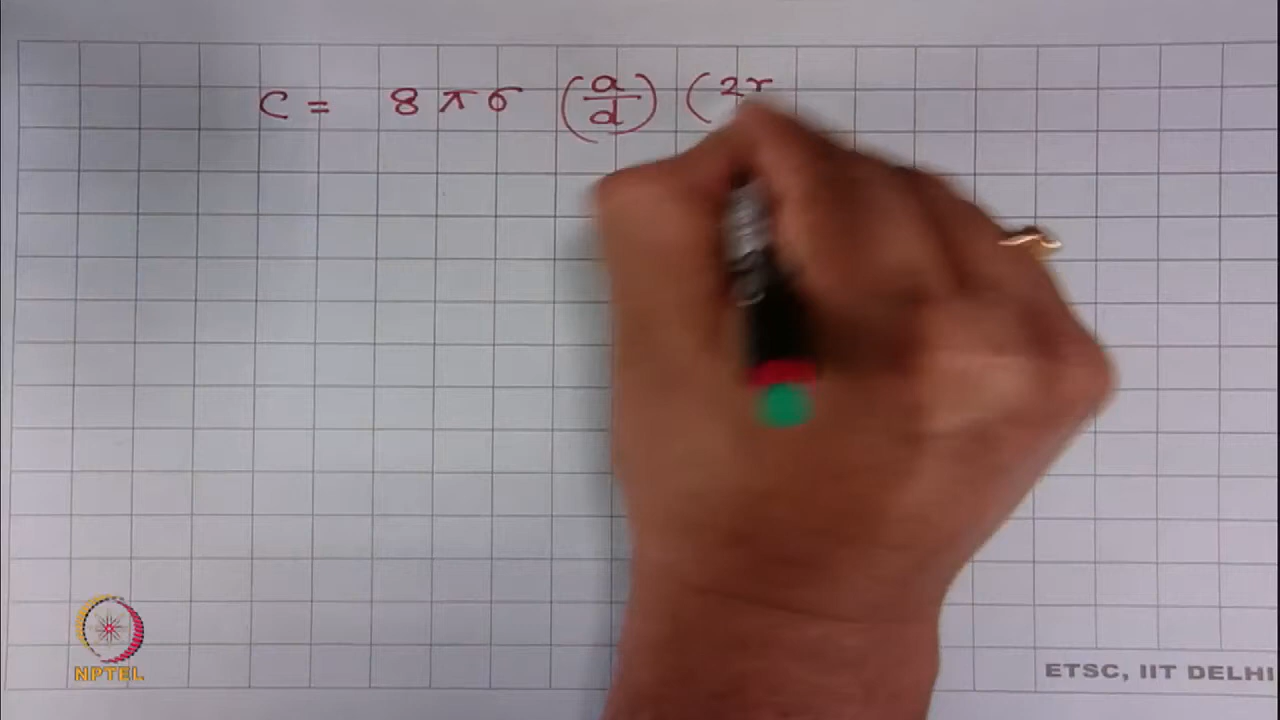 C = 8 π σ (a/d) (2r
NPTEL
ETSC, IIT DELHI